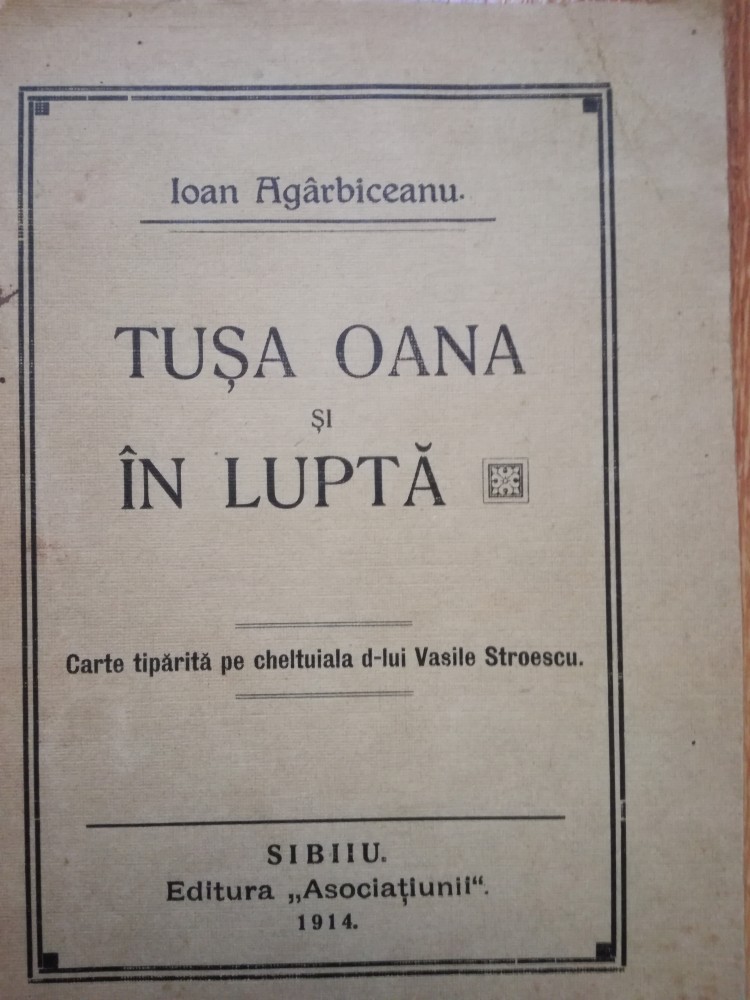 Ioan Agârbiceanu.
TUȘA OANA
ȘI
ÎN LUPTĂ
Carte tipărită pe cheltuiala d-lui Vasile Stroescu.
SIBIIU.
Editura „Asociațiunii“.
1914.